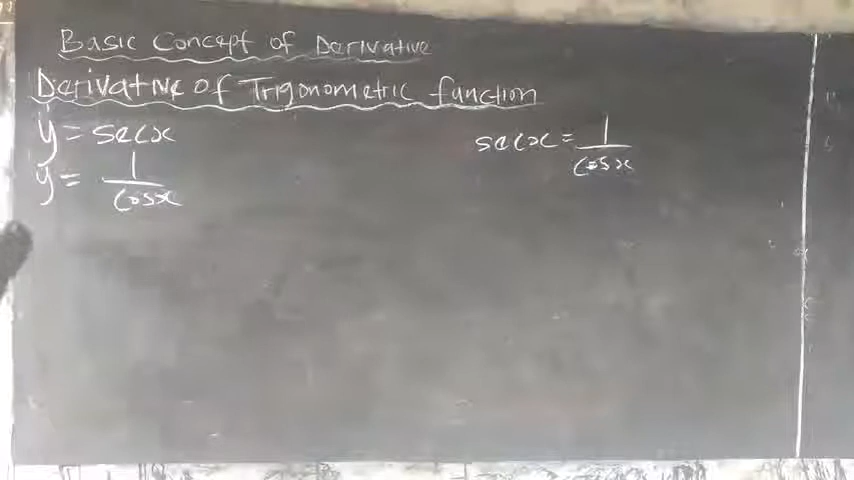 Basic Concept of Derivative
Derivative of Trigonometric function
y = secx
secx = 1/cosx
y = 1/cosx